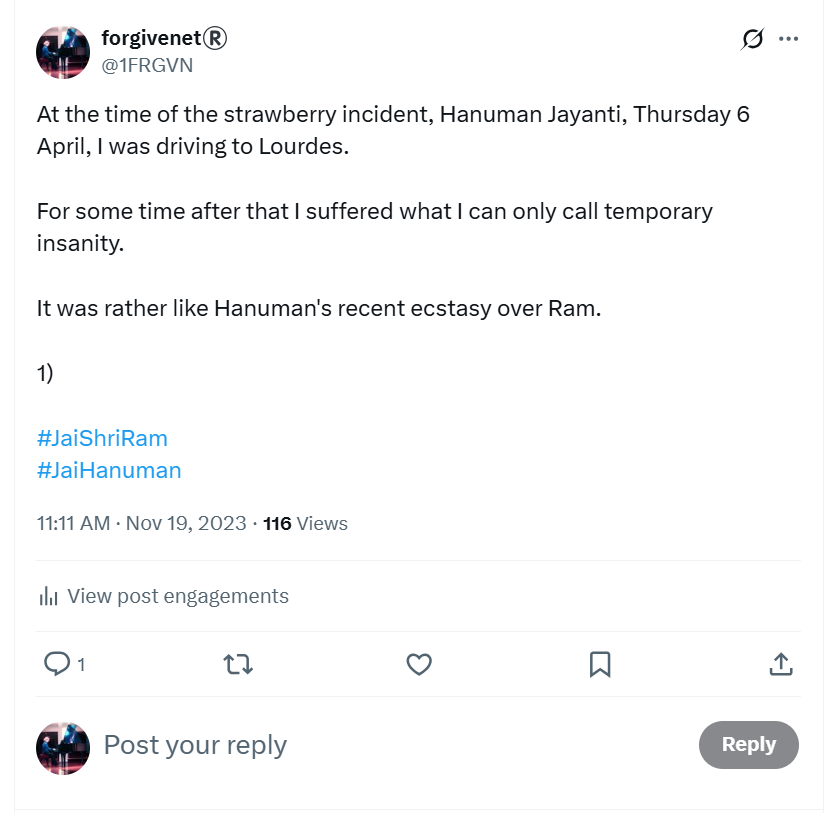 forgivenet®
@1FRGVN
At the time of the strawberry incident, Hanuman Jayanti, Thursday 6
April, I was driving to Lourdes.
For some time after that I suffered what I can only call temporary
insanity.
It was rather like Hanuman's recent ecstasy over Ram.
1)
#JaiShriRam
#JaiHanuman
11:11 AM · Nov 19, 2023 · 116 Views
View post engagements
1
Post your reply
Reply